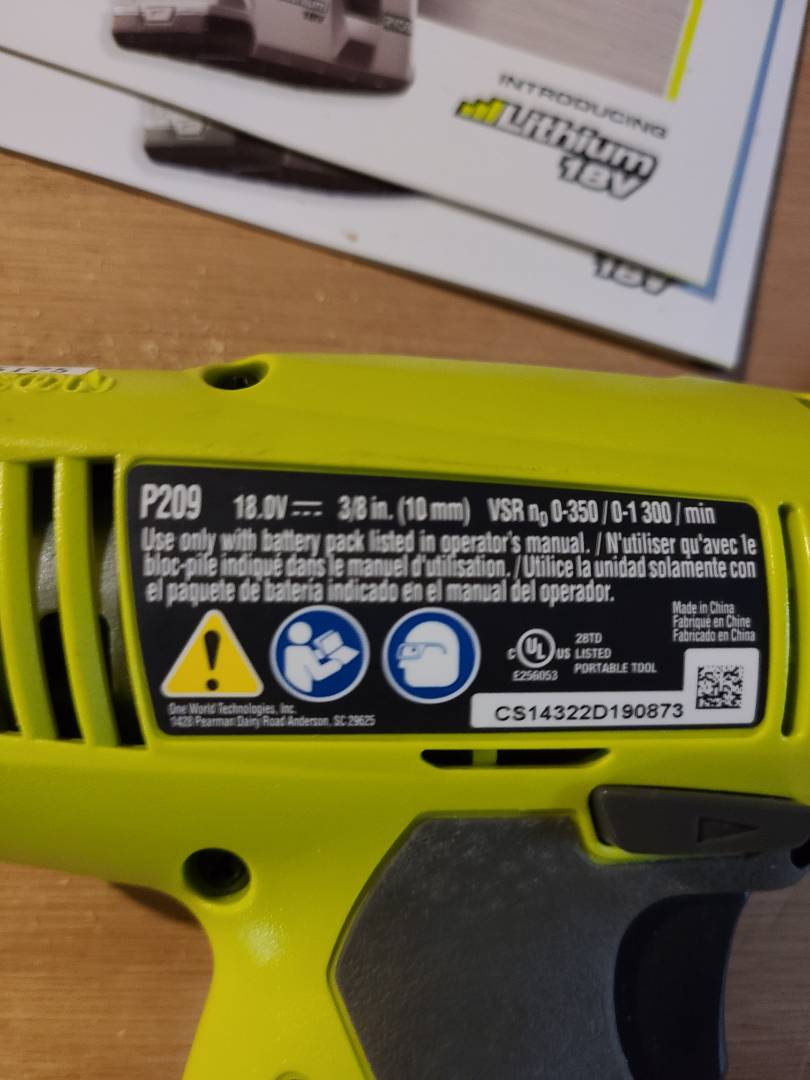 INTRODUCING
Lithium
18V
18V
P209 18.0V 3/8 in. (10 mm) VSR n₀ 0-350 / 0-1 300 / min
Use only with battery pack listed in operator's manual. / N'utiliser qu'avec le
bloc-pile indiqué dans le manuel d'utilisation. / Utilice la unidad solamente con
el paquete de batería indicado en el manual del operador.
Made in China
Fabriqué en Chine
Fabricado en China
C UL US
28TD
LISTED
PORTABLE TOOL
E256053
One World Technologies, Inc.
1428 Pearman Dairy Road Anderson, SC 29625
CS14322D190873